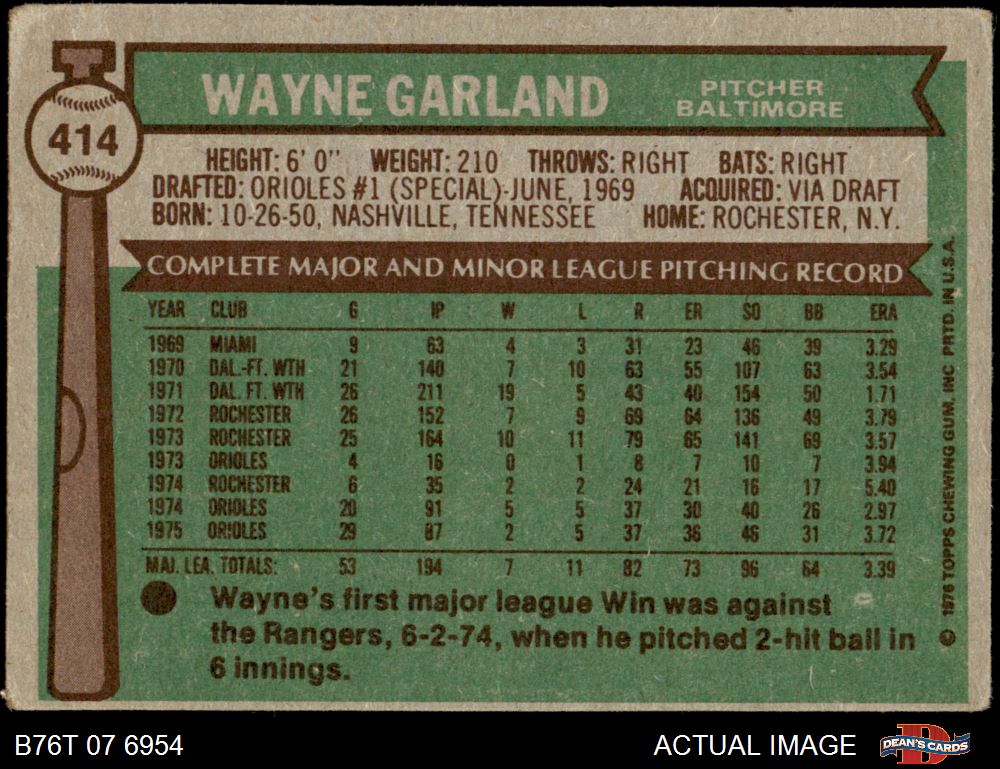 WAYNE GARLAND PITCHER
BALTIMORE
414
HEIGHT: 6' 0" WEIGHT: 210 THROWS: RIGHT BATS: RIGHT
DRAFTED: ORIOLES #1 (SPECIAL)-JUNE, 1969 ACQUIRED: VIA DRAFT
BORN: 10-26-50, NASHVILLE, TENNESSEE HOME: ROCHESTER, N.Y.
COMPLETE MAJOR AND MINOR LEAGUE PITCHING RECORD
YEAR CLUB G IP W L R ER SO BB ERA
1969 MIAMI 9 63 4 3 31 23 46 39 3.29
1970 DAL.-FT. WTH 21 140 7 10 63 55 107 63 3.54
1971 DAL. FT. WTH 26 211 19 5 43 40 154 50 1.71
1972 ROCHESTER 26 152 7 9 69 64 136 49 3.79
1973 ROCHESTER 25 164 10 11 79 65 141 69 3.57
1973 ORIOLES 4 16 0 1 8 7 10 7 3.94
1974 ROCHESTER 6 35 2 2 24 21 16 17 5.40
1974 ORIOLES 20 91 5 5 37 30 40 26 2.97
1975 ORIOLES 29 87 2 5 37 36 46 31 3.72
MAJ. LEA. TOTALS: 53 194 7 11 82 73 96 64 3.39
Wayne's first major league Win was against
the Rangers, 6-2-74, when he pitched 2-hit ball in
6 innings.
© 1976 TOPPS CHEWING GUM, INC PRTD. IN U.S.A.
B76T 07 6954 ACTUAL IMAGE DEAN'S CARDS